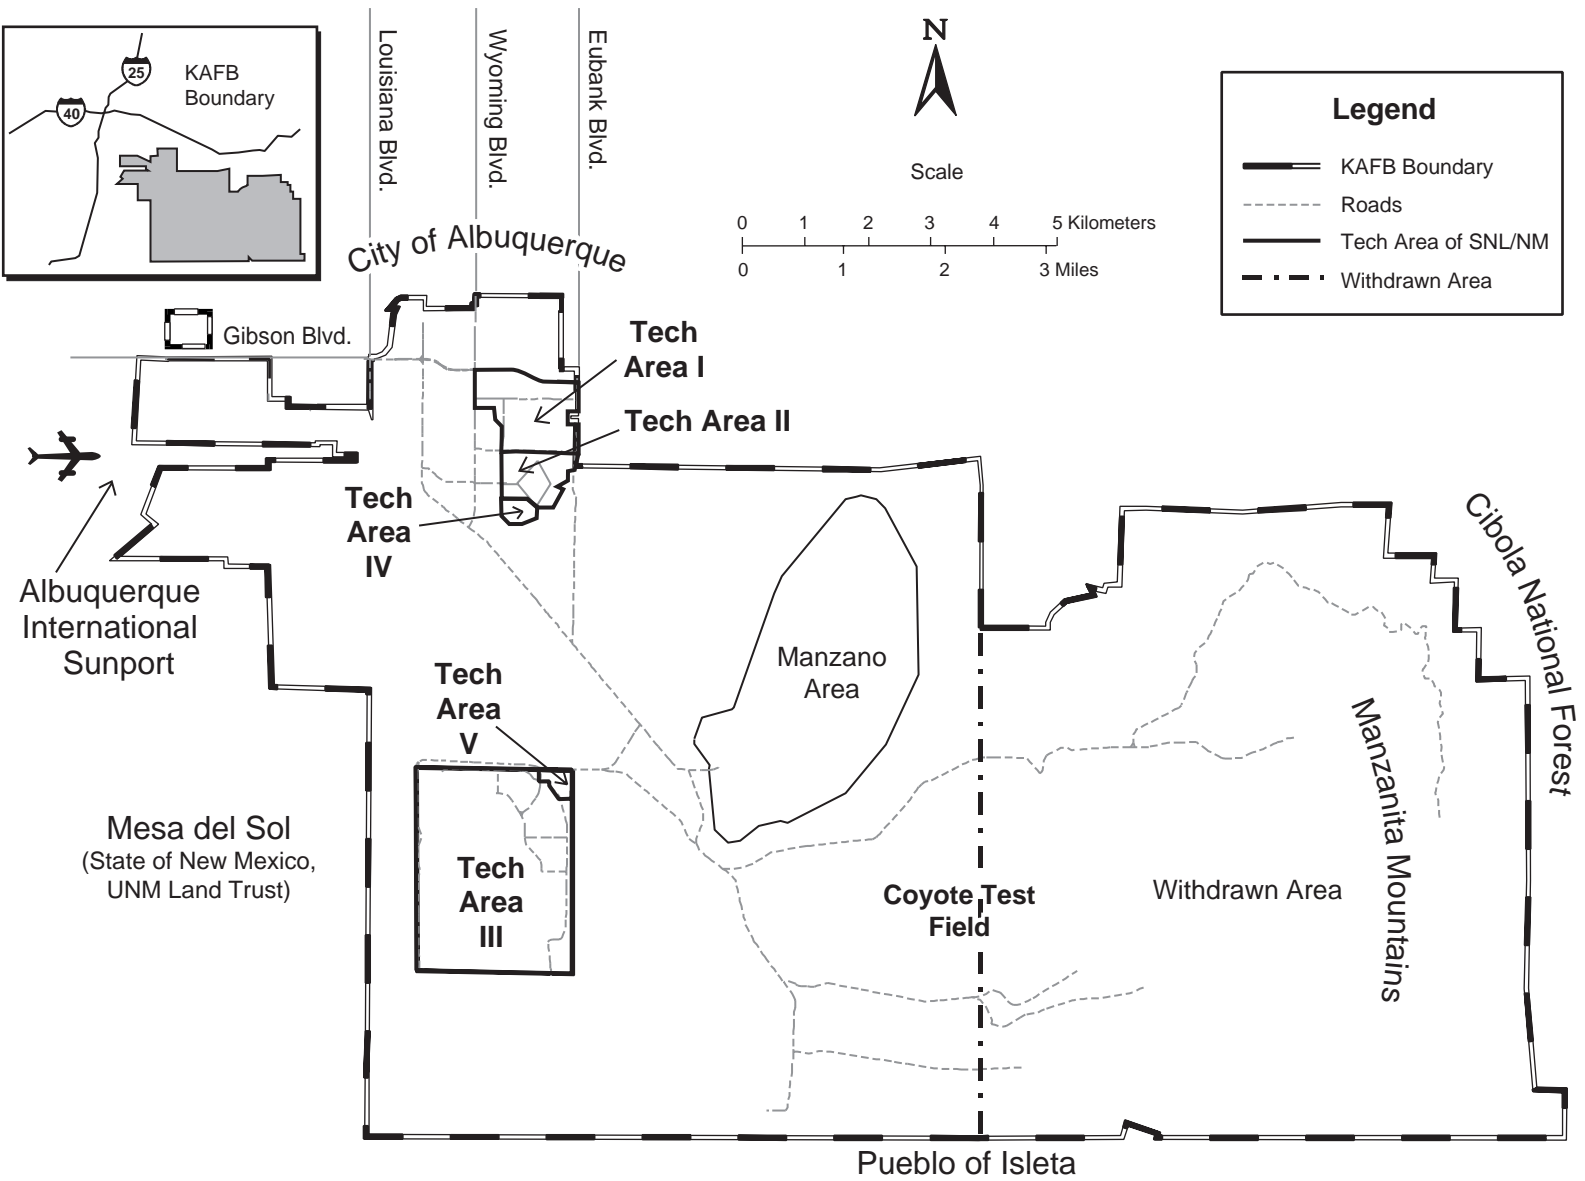 25
40
KAFB
Boundary
Louisiana Blvd.
Wyoming Blvd.
Eubank Blvd.
N
Scale
0 1 2 3 4 5 Kilometers
0 1 2 3 Miles
Legend
KAFB Boundary
Roads
Tech Area of SNL/NM
Withdrawn Area
City of Albuquerque
Gibson Blvd.
Tech
Area I
Tech Area II
Tech
Area
IV
Albuquerque
International
Sunport
Cibola National Forest
Manzano
Area
Tech
Area
V
Manzanita Mountains
Mesa del Sol
(State of New Mexico,
UNM Land Trust)
Tech
Area
III
Coyote Test
Field
Withdrawn Area
Pueblo of Isleta